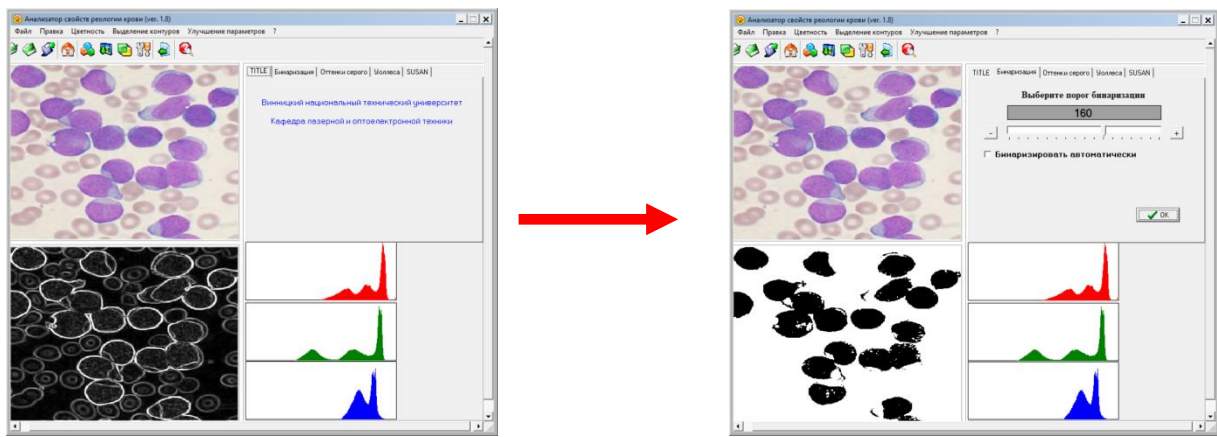 Анализатор свойств реологии крови (ver. 1.8)
Файл Правка Цветность Выделение контуров Улучшение параметров ?
TITLE Бинаризация Оттенки серого Уоллеса SUSAN
Винницкий национальный технический университет
Кафедра лазерной и оптоелектронной техники
Анализатор свойств реологии крови (ver. 1.8)
Файл Правка Цветность Выделение контуров Улучшение параметров ?
TITLE Бинаризация Оттенки серого Уоллеса SUSAN
Выберите порог бинаризации
160
- +
Бинаризировать автоматически
OK